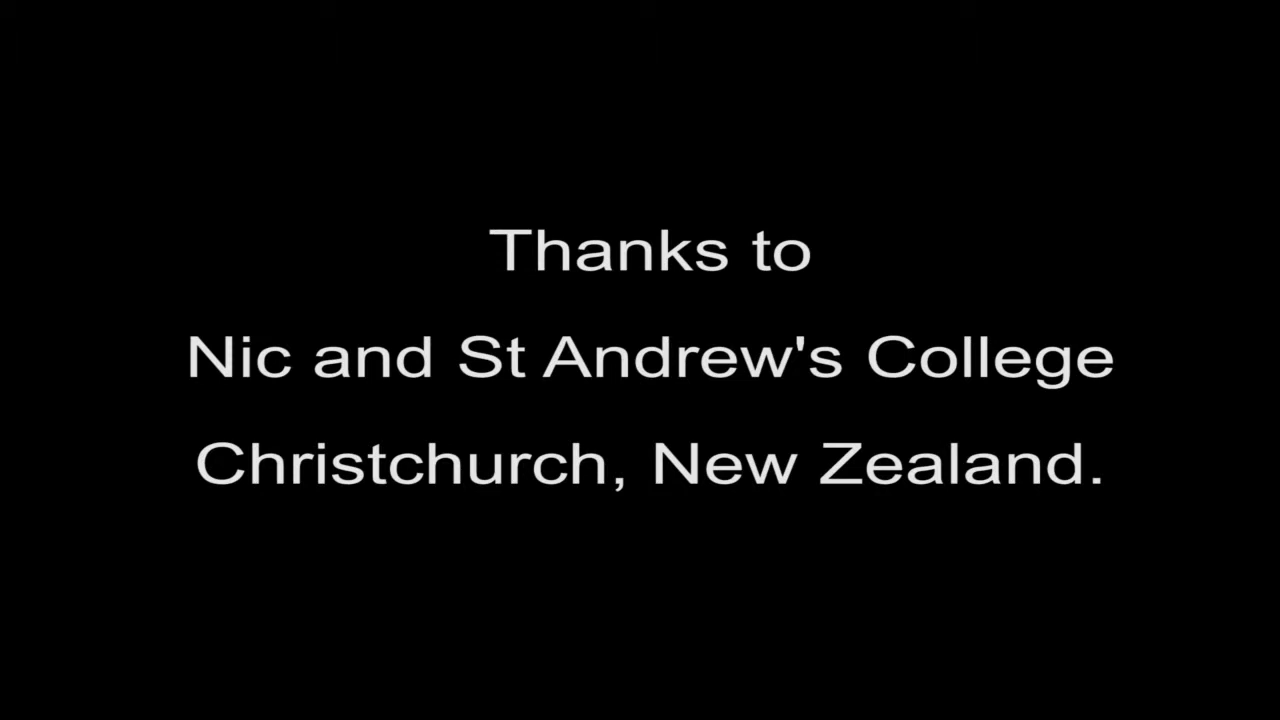 Thanks to
Nic and St Andrew's College
Christchurch, New Zealand.